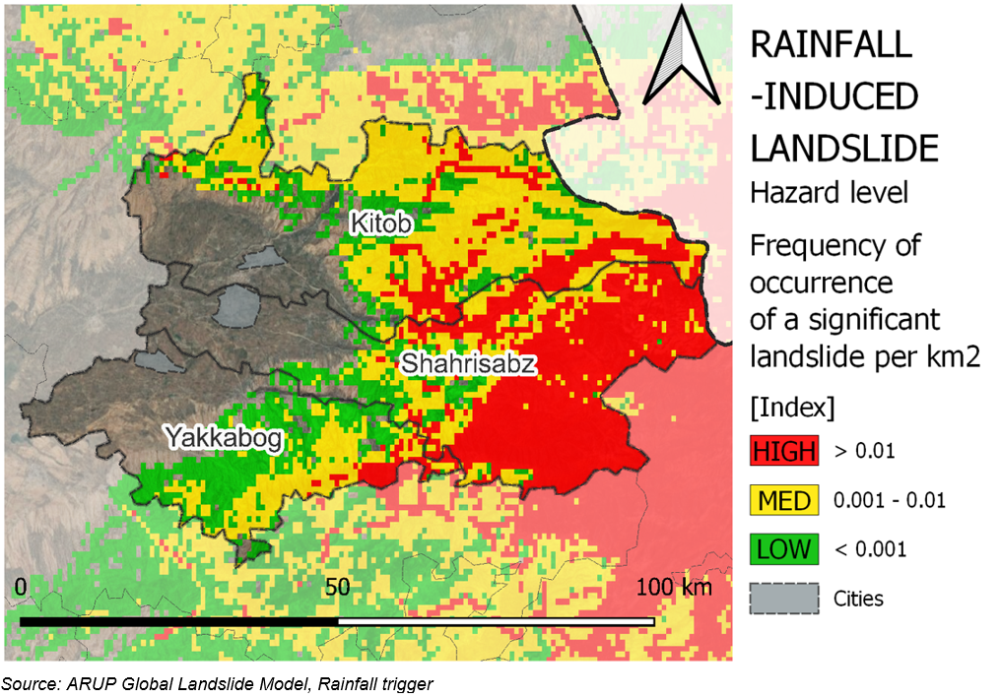 RAINFALL
-INDUCED
LANDSLIDE
Hazard level
Frequency of
occurrence
of a significant
landslide per km2
[Index]
HIGH > 0.01
MED 0.001 - 0.01
LOW < 0.001
Cities
Kitob
Shahrisabz
Yakkabog
0 50 100 km
Source: ARUP Global Landslide Model, Rainfall trigger